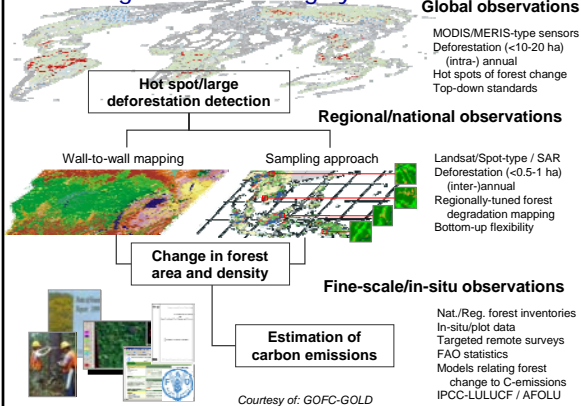 Global observations
MODIS/MERIS-type sensors
Deforestation (<10-20 ha)
(intra-) annual
Hot spots of forest change
Top-down standards
Hot spot/large
deforestation detection
Regional/national observations
Wall-to-wall mapping
Sampling approach
Landsat/Spot-type / SAR
Deforestation (<0.5-1 ha)
(inter-)annual
Regionally-tuned forest
degradation mapping
Bottom-up flexibility
Change in forest
area and density
Fine-scale/in-situ observations
Estimation of
carbon emissions
Nat./Reg. forest inventories
In-situ/plot data
Targeted remote surveys
FAO statistics
Models relating forest
change to C-emissions
IPCC-LULUCF / AFOLU
Courtesy of: GOFC-GOLD